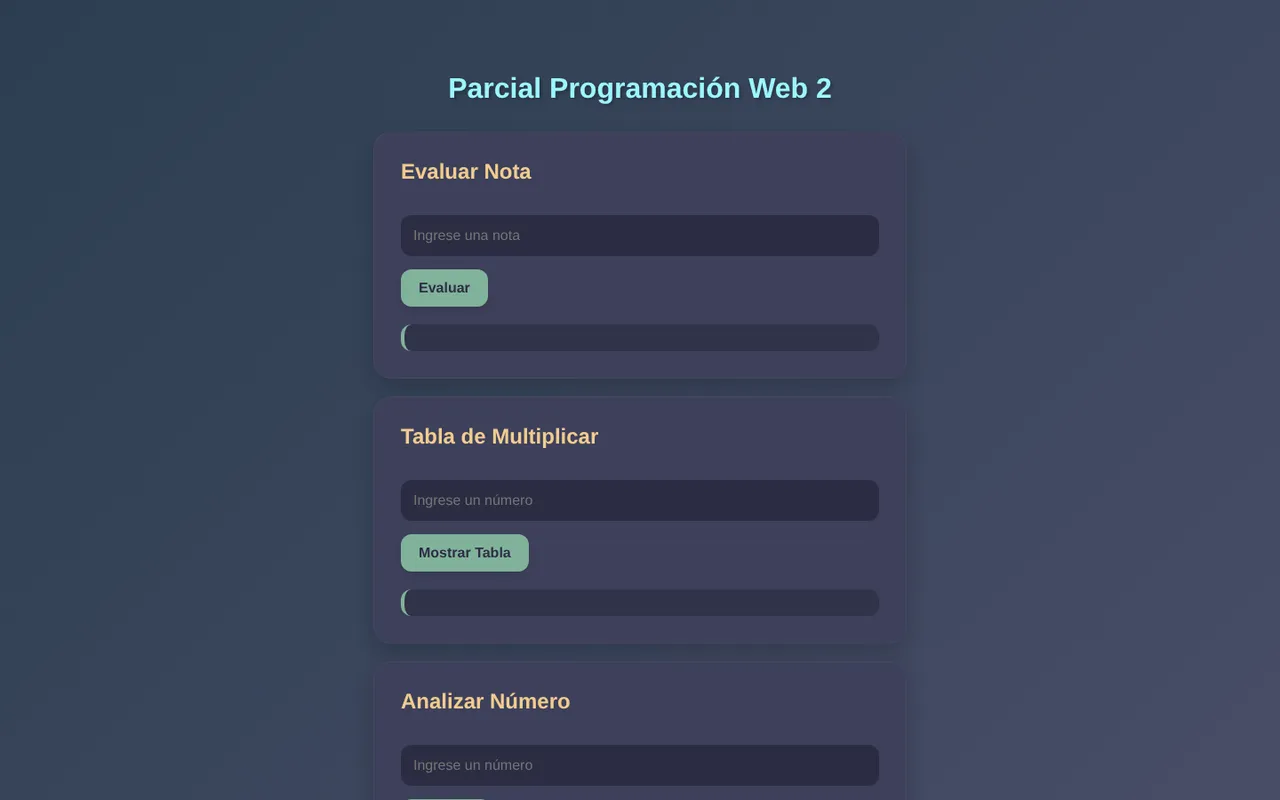 Parcial Programación Web 2
Evaluar Nota
Ingrese una nota
Evaluar
Tabla de Multiplicar
Ingrese un número
Mostrar Tabla
Analizar Número
Ingrese un número